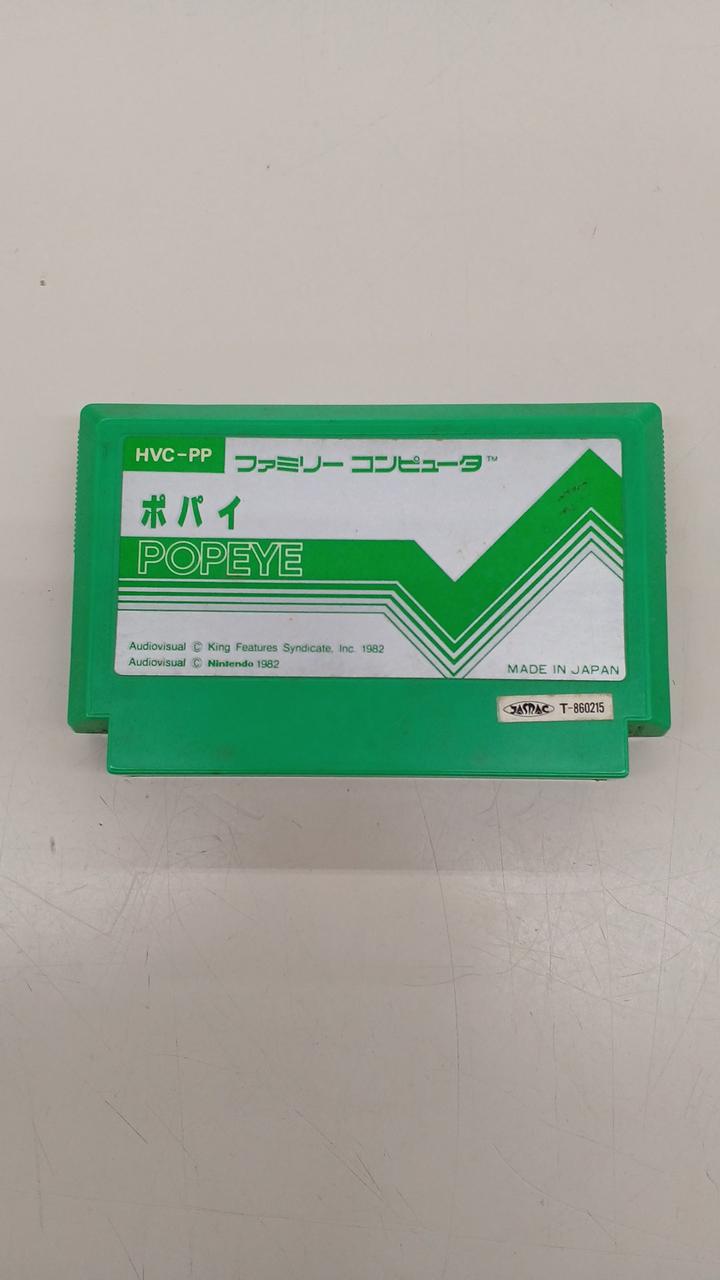 HVC-PP
ファミリー コンピュータ™
ポパイ
POPEYE
Audiovisual © King Features Syndicate, Inc. 1982
Audiovisual © Nintendo 1982
MADE IN JAPAN
JASRAC T-860215